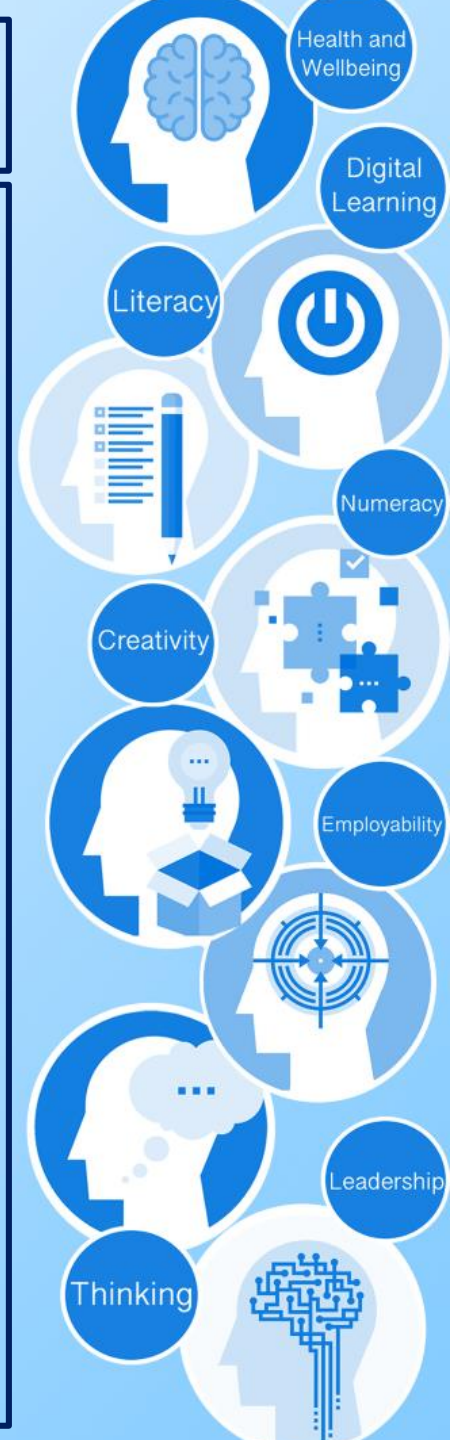 Health and
Wellbeing
Digital
Learning
Literacy
Numeracy
Creativity
Employability
Leadership
Thinking